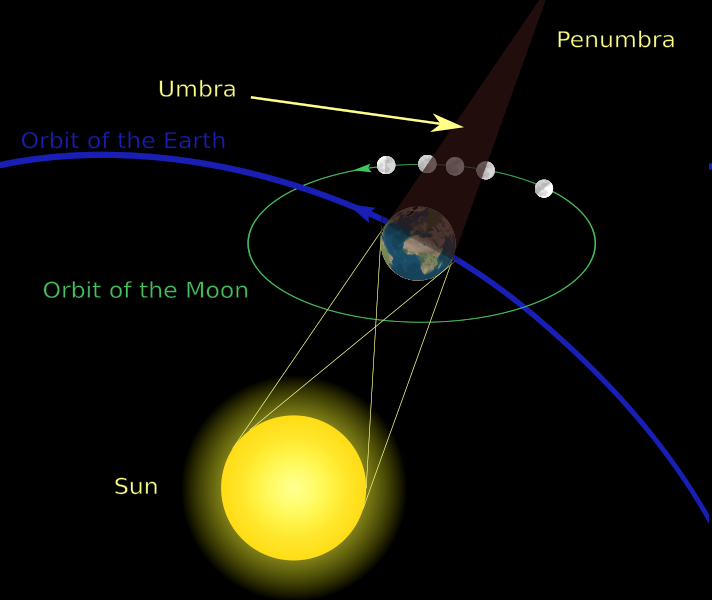 Penumbra
Umbra
Orbit of the Earth
Orbit of the Moon
Sun